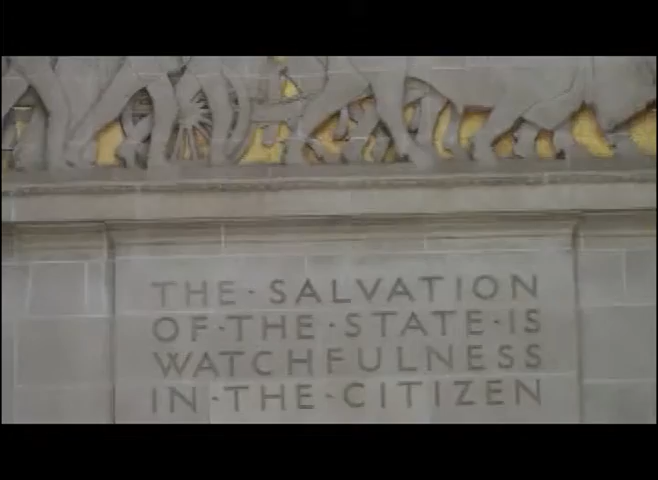 THE·SALVATION
OF·THE·STATE·IS
WATCHFULNESS
IN·THE·CITIZEN